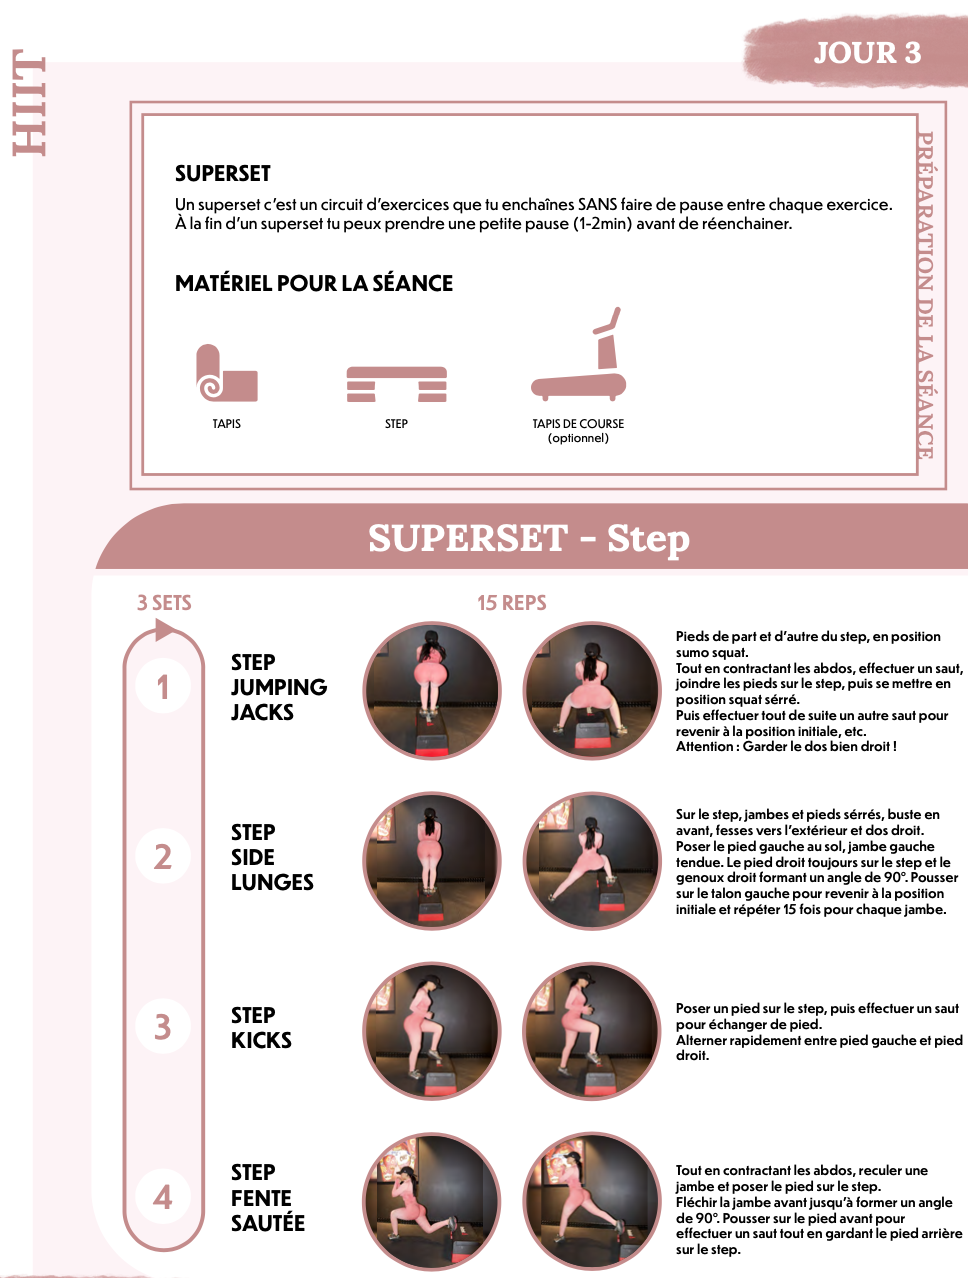 HIIT
JOUR 3
PRÉPARATION DE LA SÉANCE
SUPERSET
Un superset c'est un circuit d'exercices que tu enchaînes SANS faire de pause entre chaque exercice.
À la fin d'un superset tu peux prendre une petite pause (1-2min) avant de réenchainer.
MATÉRIEL POUR LA SÉANCE
TAPIS
STEP
TAPIS DE COURSE
(optionnel)
SUPERSET - Step
3 SETS
15 REPS
1
STEP
JUMPING
JACKS
Pieds de part et d'autre du step, en position
sumo squat.
Tout en contractant les abdos, effectuer un saut,
joindre les pieds sur le step, puis se mettre en
position squat sérré.
Puis effectuer tout de suite un autre saut pour
revenir à la position initiale, etc.
Attention : Garder le dos bien droit !
2
STEP
SIDE
LUNGES
Sur le step, jambes et pieds sérrés, buste en
avant, fesses vers l'extérieur et dos droit.
Poser le pied gauche au sol, jambe gauche
tendue. Le pied droit toujours sur le step et le
genoux droit formant un angle de 90°. Pousser
sur le talon gauche pour revenir à la position
initiale et répéter 15 fois pour chaque jambe.
3
STEP
KICKS
Poser un pied sur le step, puis effectuer un saut
pour échanger de pied.
Alterner rapidement entre pied gauche et pied
droit.
4
STEP
FENTE
SAUTÉE
Tout en contractant les abdos, reculer une
jambe et poser le pied sur le step.
Fléchir la jambe avant jusqu'à former un angle
de 90°. Pousser sur le pied avant pour
effectuer un saut tout en gardant le pied arrière
sur le step.